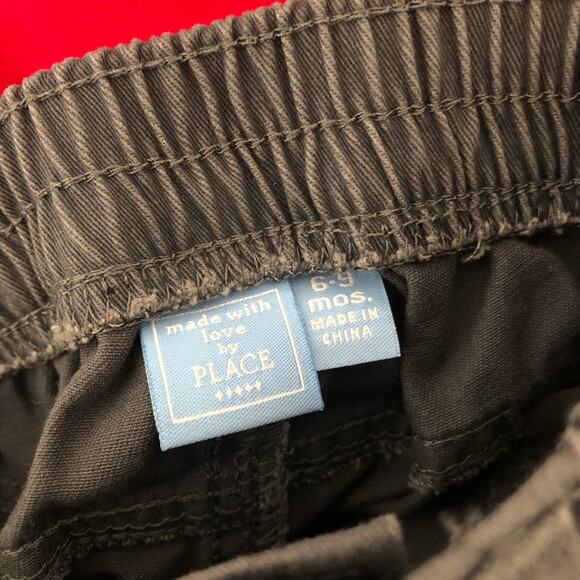 made with
love
by
PLACE
6-9
mos.
MADE IN
CHINA